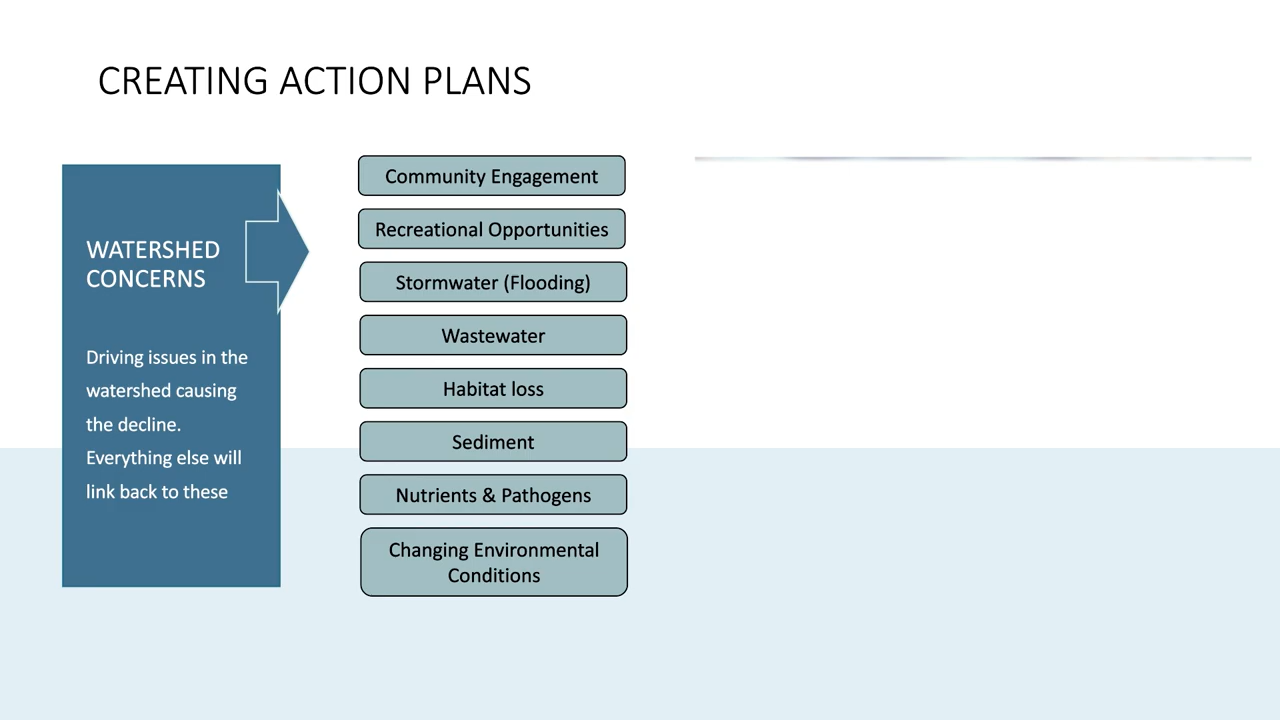 CREATING ACTION PLANS
WATERSHED
CONCERNS
Driving issues in the
watershed causing
the decline.
Everything else will
link back to these
Community Engagement
Recreational Opportunities
Stormwater (Flooding)
Wastewater
Habitat loss
Sediment
Nutrients & Pathogens
Changing Environmental
Conditions